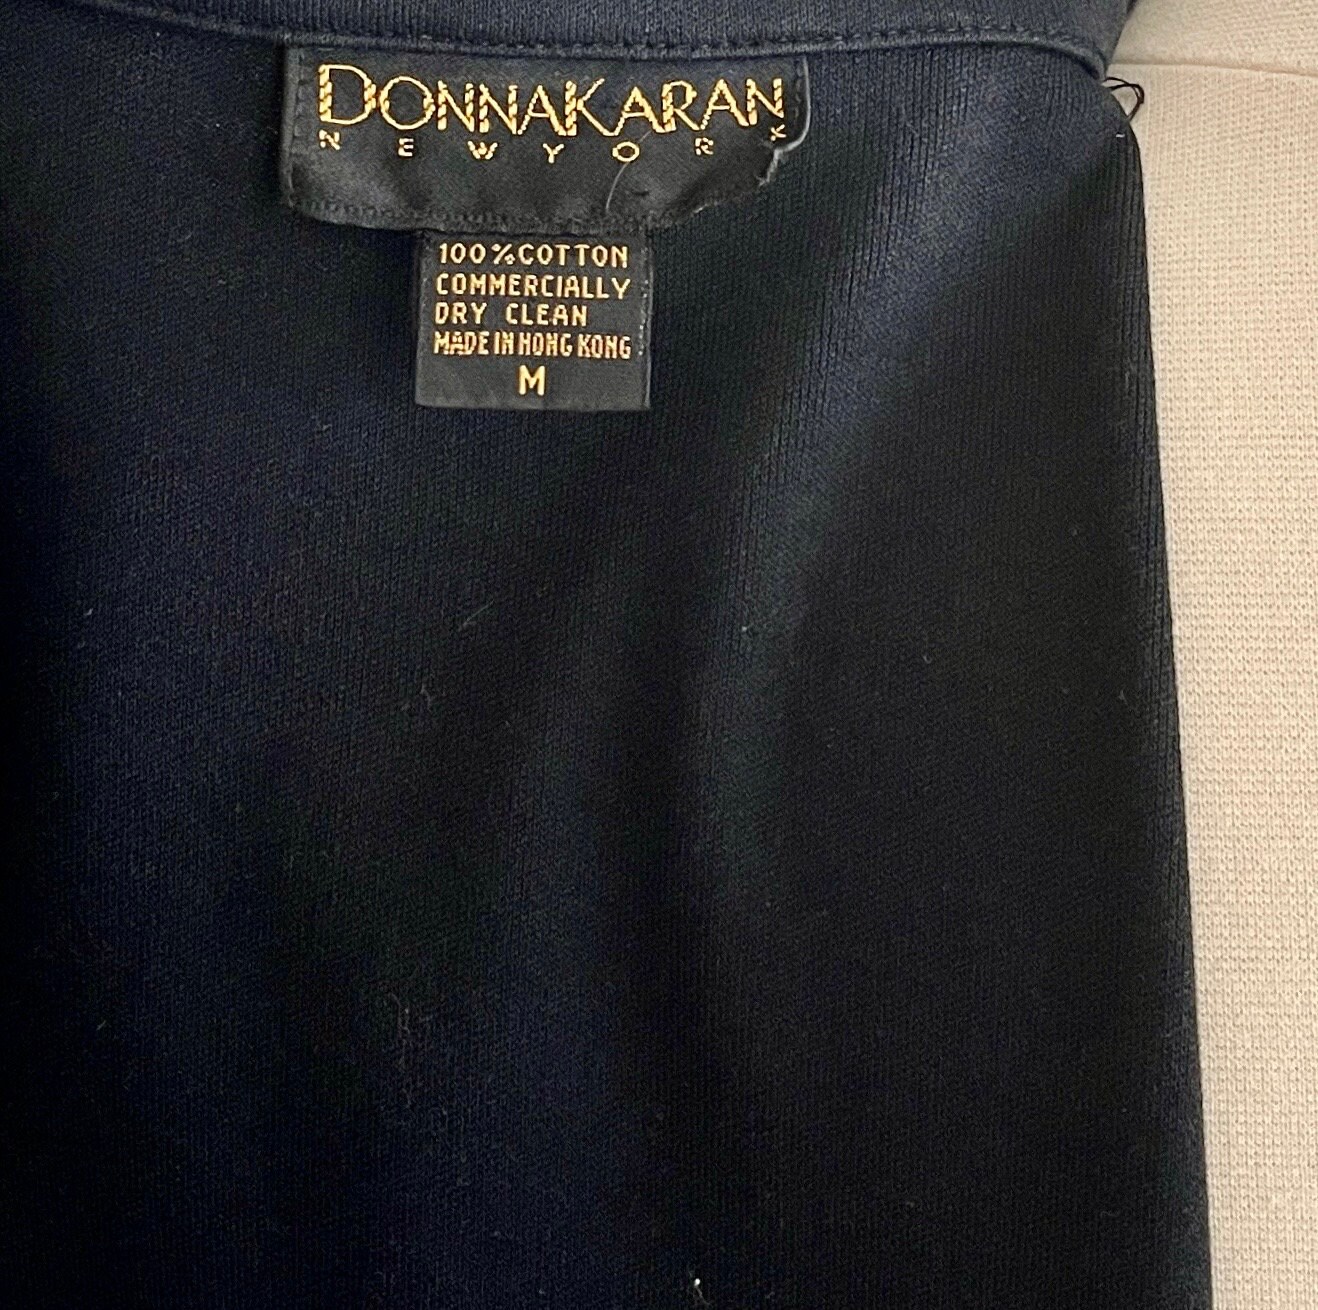 DONNAKARAN
NEW YORK
100%COTTON
COMMERCIALLY
DRY CLEAN
MADE IN HONG KONG
M